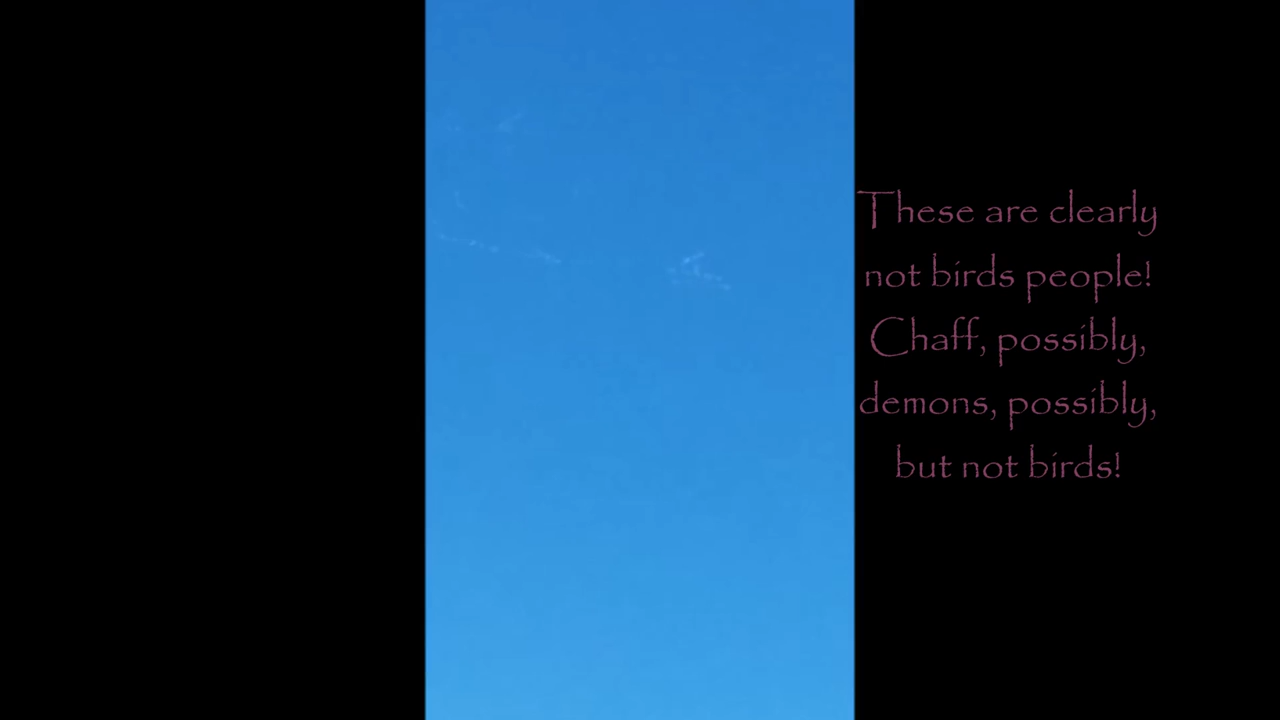 These are clearly
not birds people!
Chaff, possibly,
demons, possibly,
but not birds!